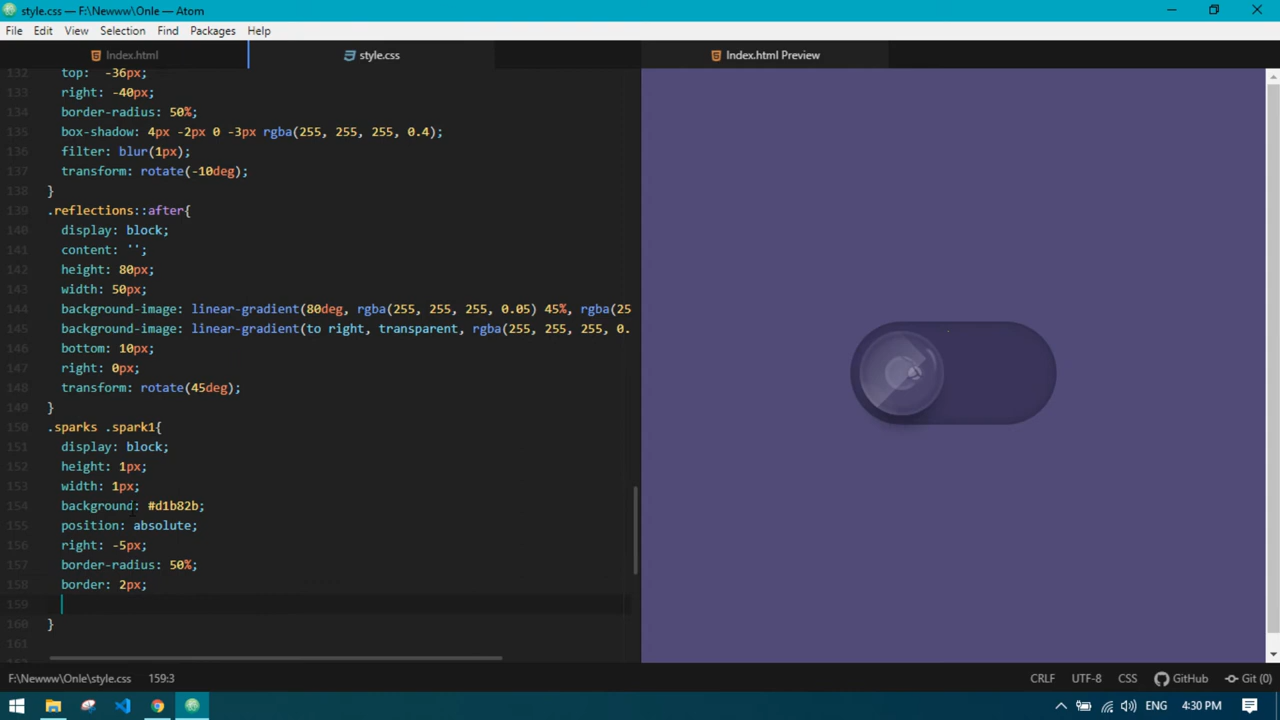 style.css — F:\Newww\Onle — Atom
File Edit View Selection Find Packages Help
Index.html style.css Index.html Preview
132 top: -36px;
133 right: -40px;
134 border-radius: 50%;
135 box-shadow: 4px -2px 0 -3px rgba(255, 255, 255, 0.4);
136 filter: blur(1px);
137 transform: rotate(-10deg);
138 }
139 .reflections::after{
140 display: block;
141 content: '';
142 height: 80px;
143 width: 50px;
144 background-image: linear-gradient(80deg, rgba(255, 255, 255, 0.05) 45%, rgba(25
145 background-image: linear-gradient(to right, transparent, rgba(255, 255, 255, 0.
146 bottom: 10px;
147 right: 0px;
148 transform: rotate(45deg);
149 }
150 .sparks .spark1{
151 display: block;
152 height: 1px;
153 width: 1px;
154 background: #d1b82b;
155 position: absolute;
156 right: -5px;
157 border-radius: 50%;
158 border: 2px;
159
160 }
161
F:\Newww\Onle\style.css 159:3 CRLF UTF-8 CSS GitHub Git (0)
ENG 4:30 PM